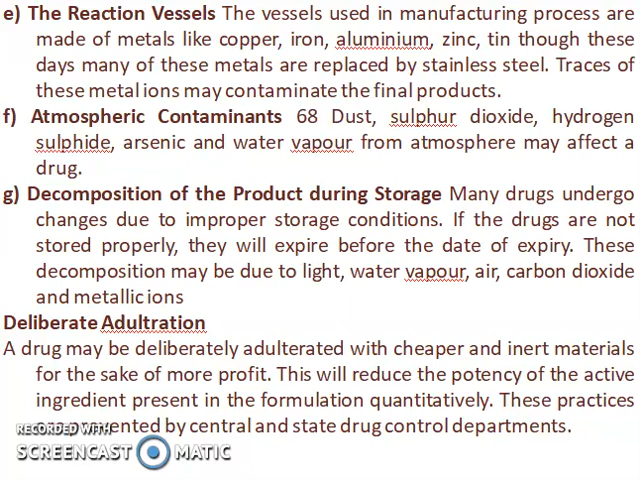 e) The Reaction Vessels The vessels used in manufacturing process are
made of metals like copper, iron, aluminium, zinc, tin though these
days many of these metals are replaced by stainless steel. Traces of
these metal ions may contaminate the final products.
f) Atmospheric Contaminants 68 Dust, sulphur dioxide, hydrogen
sulphide, arsenic and water vapour from atmosphere may affect a
drug.
g) Decomposition of the Product during Storage Many drugs undergo
changes due to improper storage conditions. If the drugs are not
stored properly, they will expire before the date of expiry. These
decomposition may be due to light, water vapour, air, carbon dioxide
and metallic ions
Deliberate Adultration
A drug may be deliberately adulterated with cheaper and inert materials
for the sake of more profit. This will reduce the potency of the active
ingredient present in the formulation quantitatively. These practices
by central and state drug control departments.
RECORDED WITH
SCREENCAST MATIC